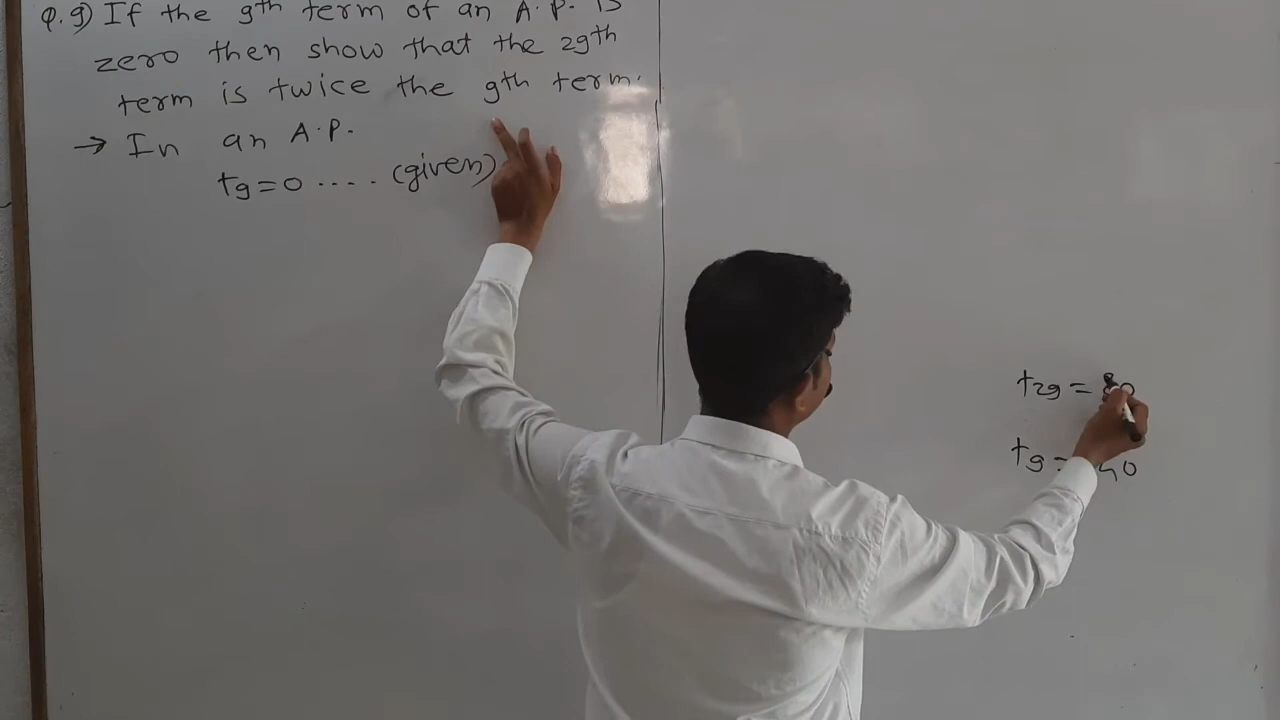 Q.9) If the 9th term of an A.P. is
zero then show that the 29th
term is twice the 9th term.
→ In an A.P.
t9 = 0 .... (given)
t29 =
t9 =